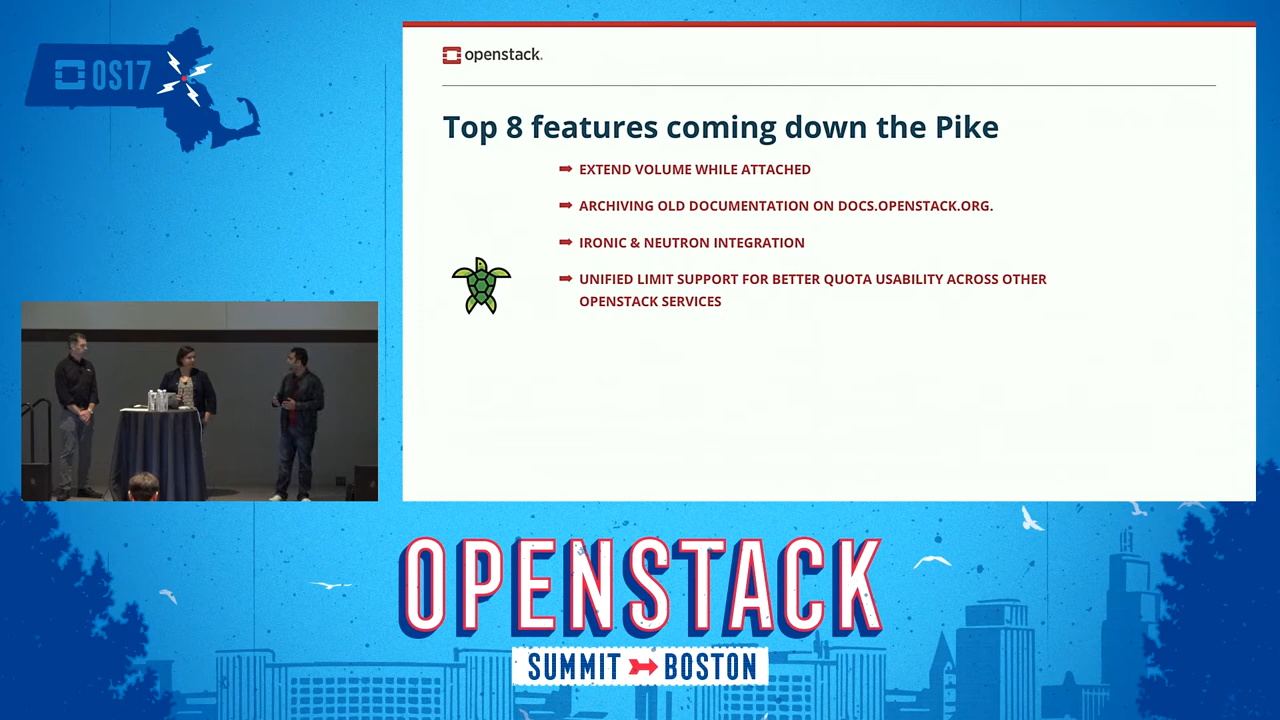 OS17
openstack.
Top 8 features coming down the Pike
EXTEND VOLUME WHILE ATTACHED
ARCHIVING OLD DOCUMENTATION ON DOCS.OPENSTACK.ORG.
IRONIC & NEUTRON INTEGRATION
UNIFIED LIMIT SUPPORT FOR BETTER QUOTA USABILITY ACROSS OTHER
OPENSTACK SERVICES
OPENSTACK
SUMMIT BOSTON